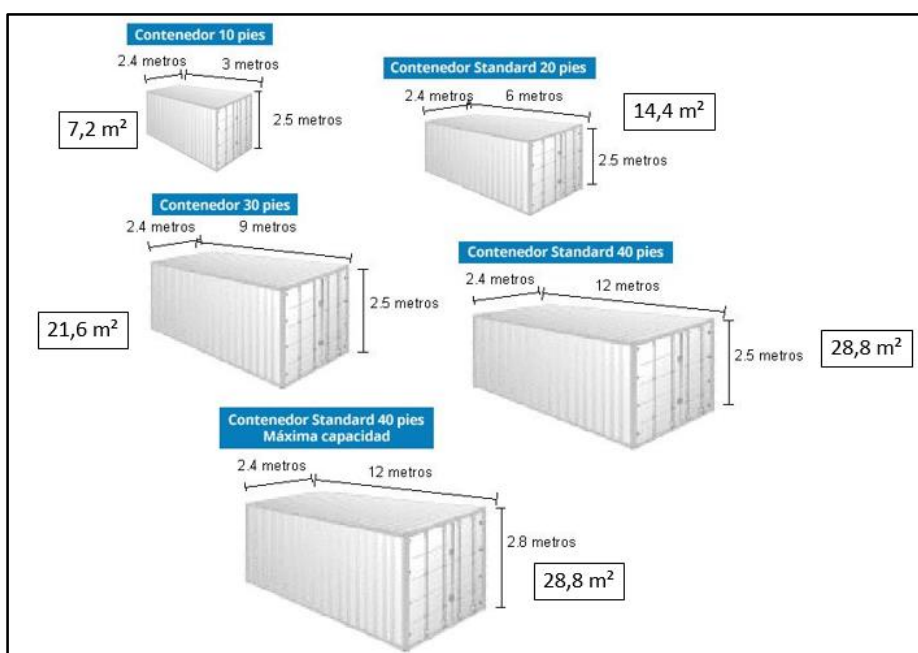 Contenedor 10 pies
2.4 metros
3 metros
2.5 metros
7,2 m²
Contenedor Standard 20 pies
2.4 metros
6 metros
14,4 m²
2.5 metros
Contenedor 30 pies
2.4 metros
9 metros
2.5 metros
21,6 m²
Contenedor Standard 40 pies
2.4 metros
12 metros
2.5 metros
28,8 m²
Contenedor Standard 40 pies
Máxima capacidad
2.4 metros
12 metros
2.8 metros
28,8 m²